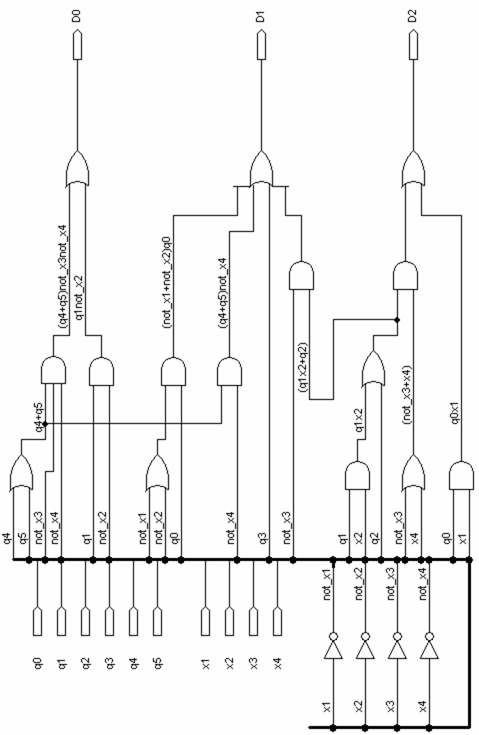 D0
D1
D2
(q4+q5)not_x3not_x4
q1not_x2
(not_x1+not_x2)q0
(q4+q5)not_x4
(q1x2+q2)
q4+q5
q1x2
(not_x3+x4)
q0x1
q4
q5
not_x3
not_x4
q1
not_x2
not_x1
not_x2
q0
not_x4
q3
not_x3
q1
x2
q2
not_x3
x4
q0
x1
q0
q1
q2
q3
q4
q5
x1
x2
x3
x4
not_x1
not_x2
not_x3
not_x4
x1
x2
x3
x4